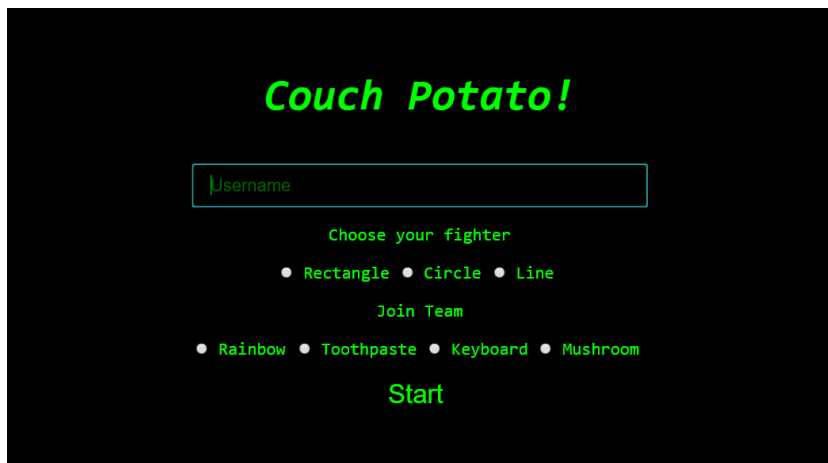 Couch Potato!
Username
Choose your fighter
Rectangle Circle Line
Join Team
Rainbow Toothpaste Keyboard Mushroom
Start